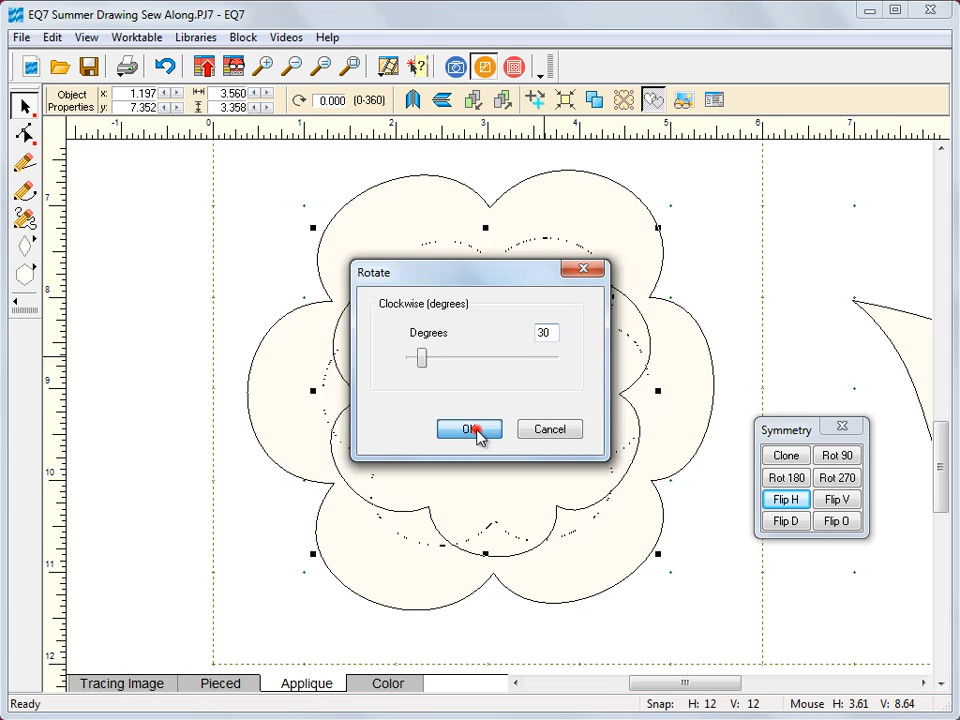 EQ7 Summer Drawing Sew Along.PJ7 - EQ7
File Edit View Worktable Libraries Block Videos Help
Object Properties x: 1.197 3.560 0.000 (0-360)
y: 7.352 3.358
-1 1 2 3 4 5 6 7
7
8
9
10
11
12
Rotate
Clockwise (degrees)
Degrees 30
OK Cancel
Symmetry
Clone Rot 90
Rot 180 Rot 270
Flip H Flip V
Flip D Flip O
Tracing Image Pieced Applique Color
Ready Snap: H: 12 V: 12 Mouse H: 3.61 V: 8.64